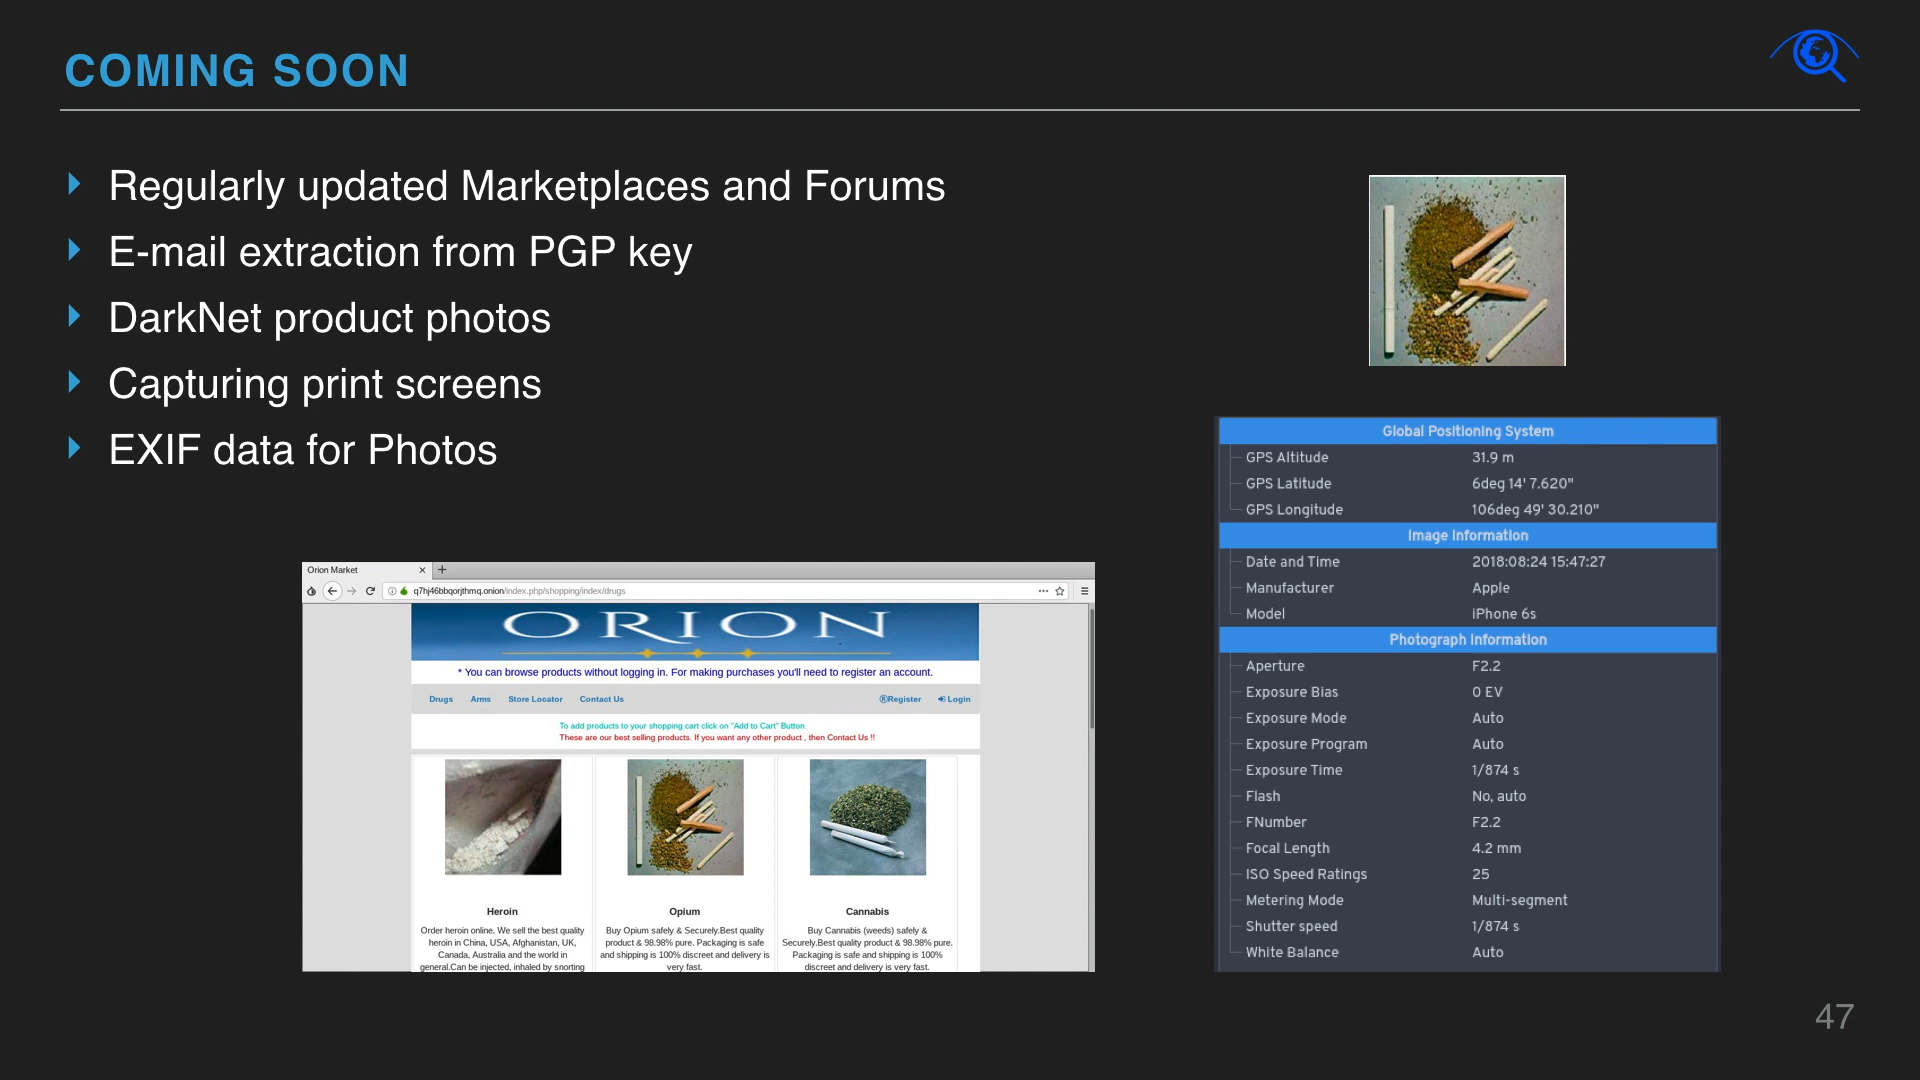 COMING SOON
Regularly updated Marketplaces and Forums
E-mail extraction from PGP key
DarkNet product photos
Capturing print screens
EXIF data for Photos
Orion Market
q7hj46bbqorjthmq.onion/index.php/shopping/index/drugs
ORION
* You can browse products without logging in. For making purchases you'll need to register an account.
Drugs Arms Store Locator Contact Us ®Register Login
To add products to your shopping cart click on "Add to Cart" Button.
These are our best selling products. If you want any other product , then Contact Us !!
Heroin
Order heroin online. We sell the best quality
heroin in China, USA, Afghanistan, UK,
Canada, Australia and the world in
general.Can be injected, inhaled by snorting
Opium
Buy Opium safely & Securely.Best quality
product & 98.98% pure. Packaging is safe
and shipping is 100% discreet and delivery is
very fast.
Cannabis
Buy Cannabis (weeds) safely &
Securely.Best quality product & 98.98% pure.
Packaging is safe and shipping is 100%
discreet and delivery is very fast.
Global Positioning System
GPS Altitude 31.9 m
GPS Latitude 6deg 14' 7.620"
GPS Longitude 106deg 49' 30.210"
Image Information
Date and Time 2018:08:24 15:47:27
Manufacturer Apple
Model iPhone 6s
Photograph Information
Aperture F2.2
Exposure Bias 0 EV
Exposure Mode Auto
Exposure Program Auto
Exposure Time 1/874 s
Flash No, auto
FNumber F2.2
Focal Length 4.2 mm
ISO Speed Ratings 25
Metering Mode Multi-segment
Shutter speed 1/874 s
White Balance Auto
47